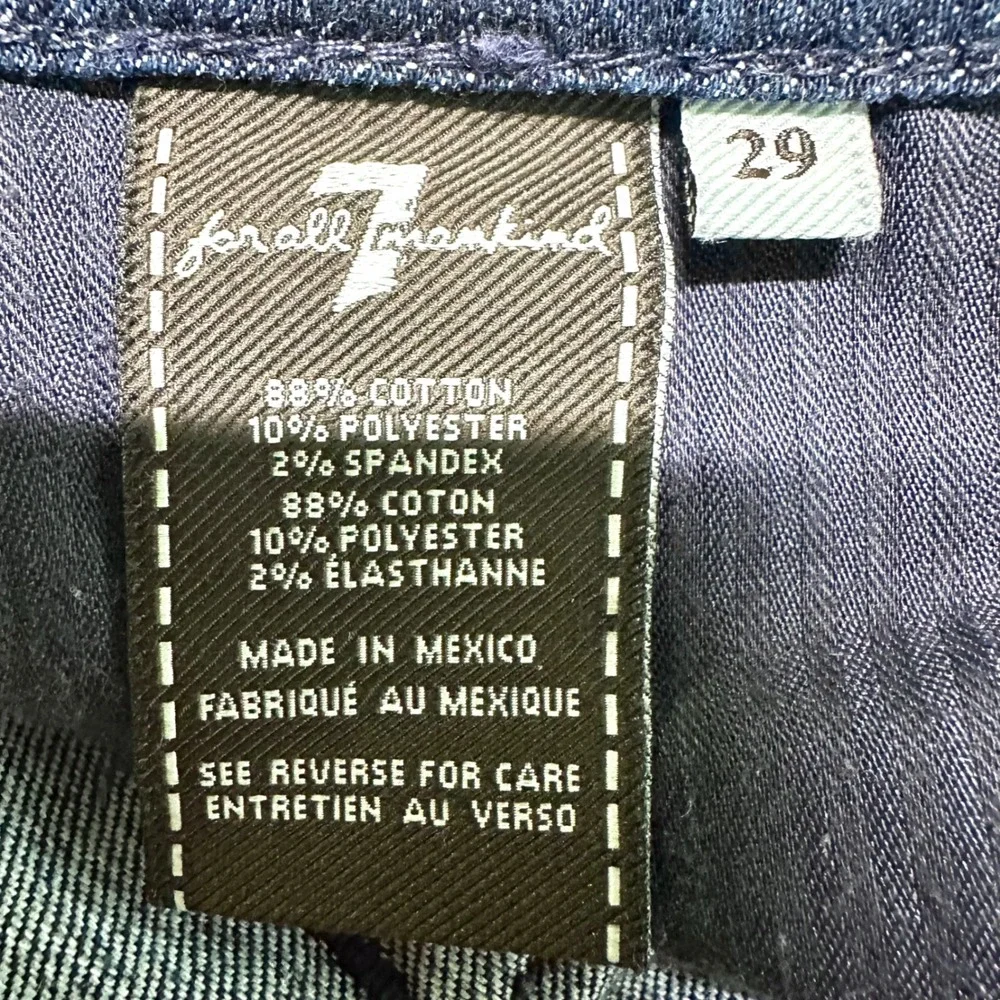 7
for all mankind
29
88% COTTON
10% POLYESTER
2% SPANDEX
88% COTON
10% POLYESTER
2% ÉLASTHANNE
MADE IN MEXICO
FABRIQUÉ AU MEXIQUE
SEE REVERSE FOR CARE
ENTRETIEN AU VERSO